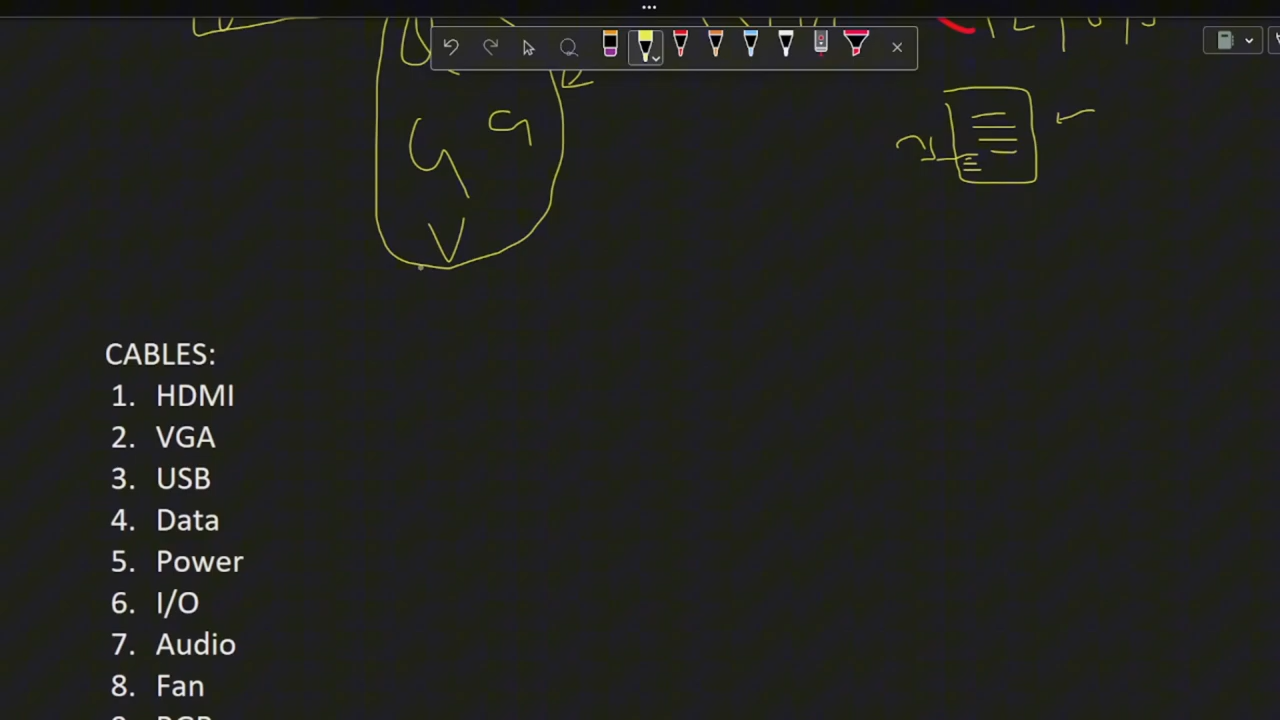 CABLES:
1. HDMI
2. VGA
3. USB
4. Data
5. Power
6. I/O
7. Audio
8. Fan